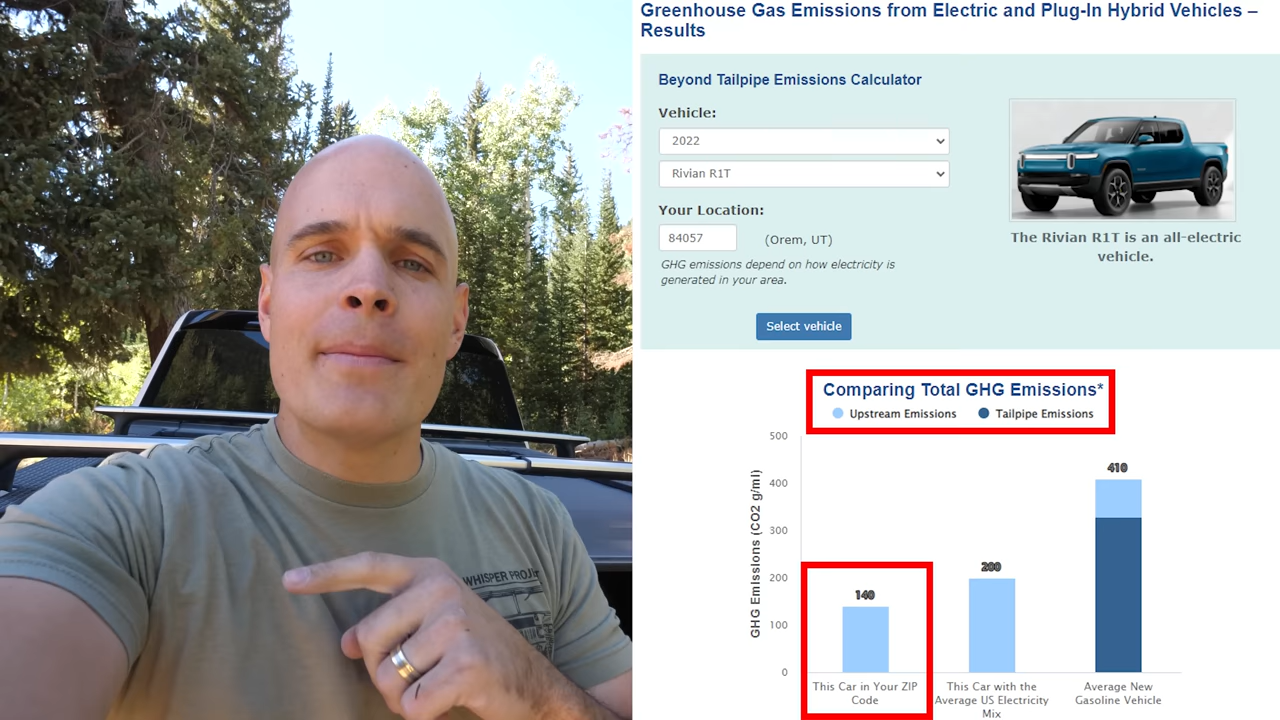 WHISPER PROJ
Greenhouse Gas Emissions from Electric and Plug-In Hybrid Vehicles –
Results
Beyond Tailpipe Emissions Calculator
Vehicle:
2022
Rivian R1T
Your Location:
84057
(Orem, UT)
GHG emissions depend on how electricity is
generated in your area.
Select vehicle
The Rivian R1T is an all-electric
vehicle.
Comparing Total GHG Emissions*
Upstream Emissions
Tailpipe Emissions
GHG Emissions (CO2 g/mi)
500
400
300
200
100
0
140
200
410
This Car in Your ZIP
Code
This Car with the
Average US Electricity
Mix
Average New
Gasoline Vehicle